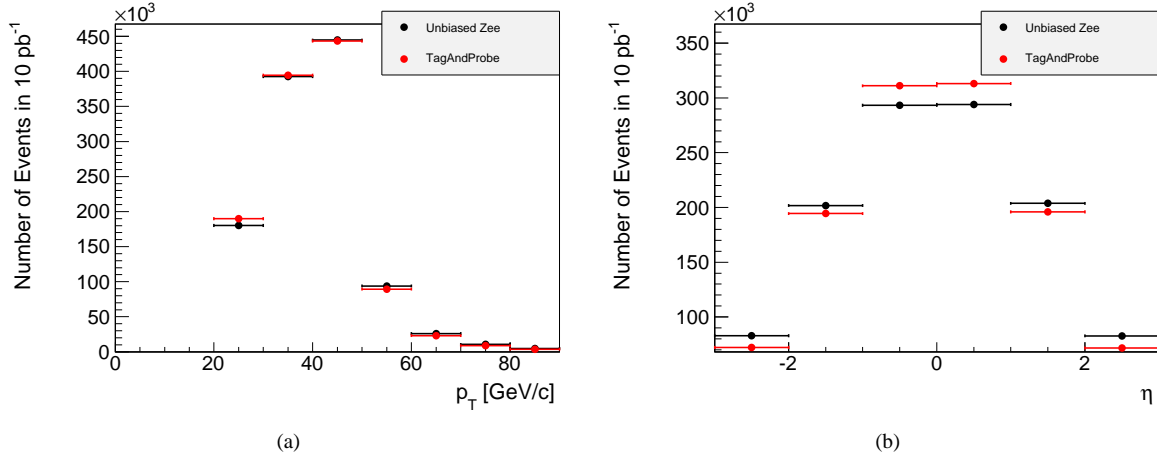 ×10³
Number of Events in 10 pb⁻¹
450
400
350
300
250
200
150
100
50
0
0 20 40 60 80
p_T [GeV/c]
Unbiased Zee
TagAndProbe
(a)
×10³
Number of Events in 10 pb⁻¹
350
300
250
200
150
100
-2 0 2
η
Unbiased Zee
TagAndProbe
(b)